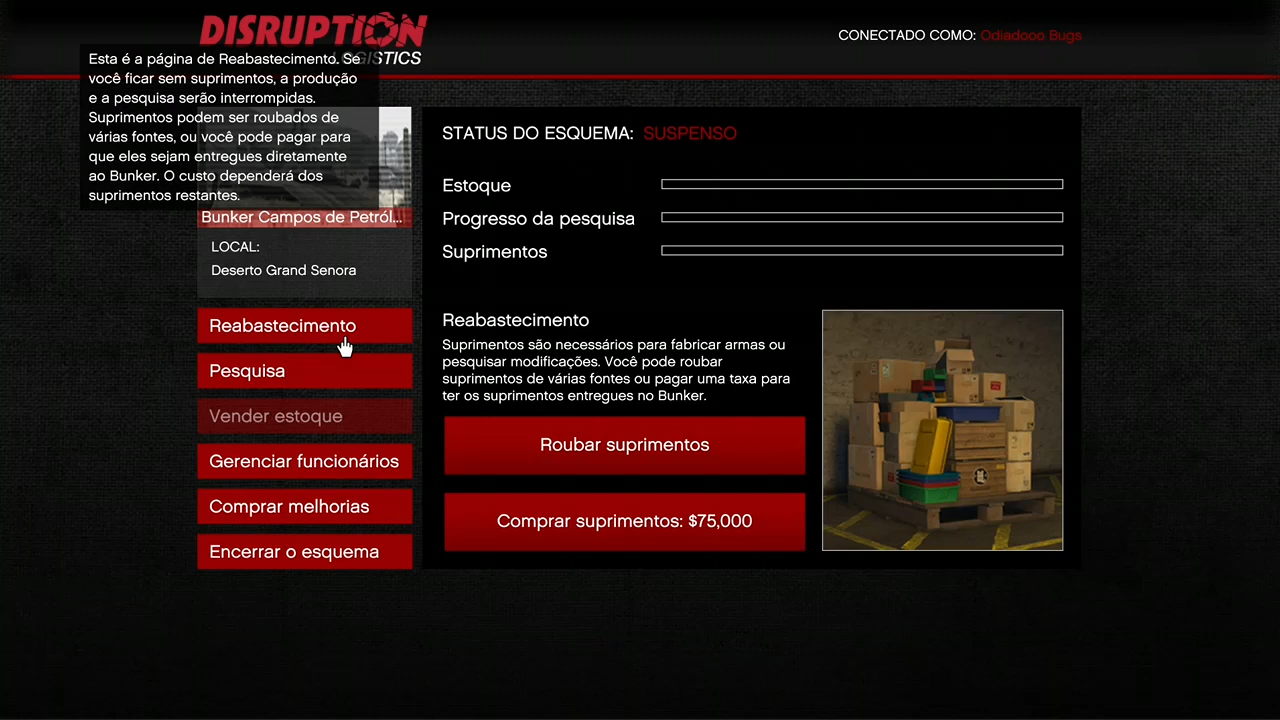 DISRUPTION
LOGISTICS
CONECTADO COMO: Odiadooo Bugs
Esta é a página de Reabastecimento. Se
você ficar sem suprimentos, a produção
e a pesquisa serão interrompidas.
Suprimentos podem ser roubados de
várias fontes, ou você pode pagar para
que eles sejam entregues diretamente
ao Bunker. O custo dependerá dos
suprimentos restantes.
Bunker Campos de Petról...
LOCAL:
Deserto Grand Senora
Reabastecimento
Pesquisa
Vender estoque
Gerenciar funcionários
Comprar melhorias
Encerrar o esquema
STATUS DO ESQUEMA: SUSPENSO
Estoque
Progresso da pesquisa
Suprimentos
Reabastecimento
Suprimentos são necessários para fabricar armas ou
pesquisar modificações. Você pode roubar
suprimentos de várias fontes ou pagar uma taxa para
ter os suprimentos entregues no Bunker.
Roubar suprimentos
Comprar suprimentos: $75,000